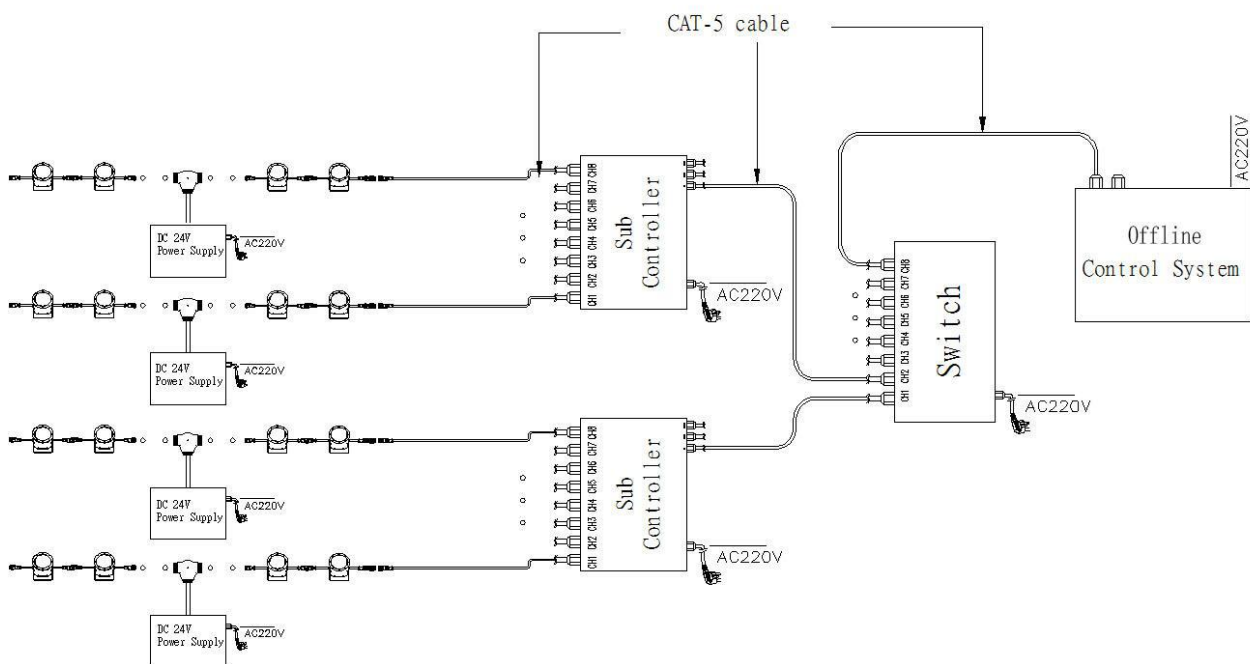 CAT-5 cable
AC220V
CH8
CH7
CH6
CH5
CH4
CH3
CH2
CH1
Sub
Controller
AC220V
DC 24V
Power Supply
AC220V
DC 24V
Power Supply
AC220V
Offline
Control System
CH8
CH7
CH6
CH5
CH4
CH3
CH2
CH1
Switch
AC220V
CH8
CH7
CH6
CH5
CH4
CH3
CH2
CH1
Sub
Controller
AC220V
DC 24V
Power Supply
AC220V
DC 24V
Power Supply
AC220V